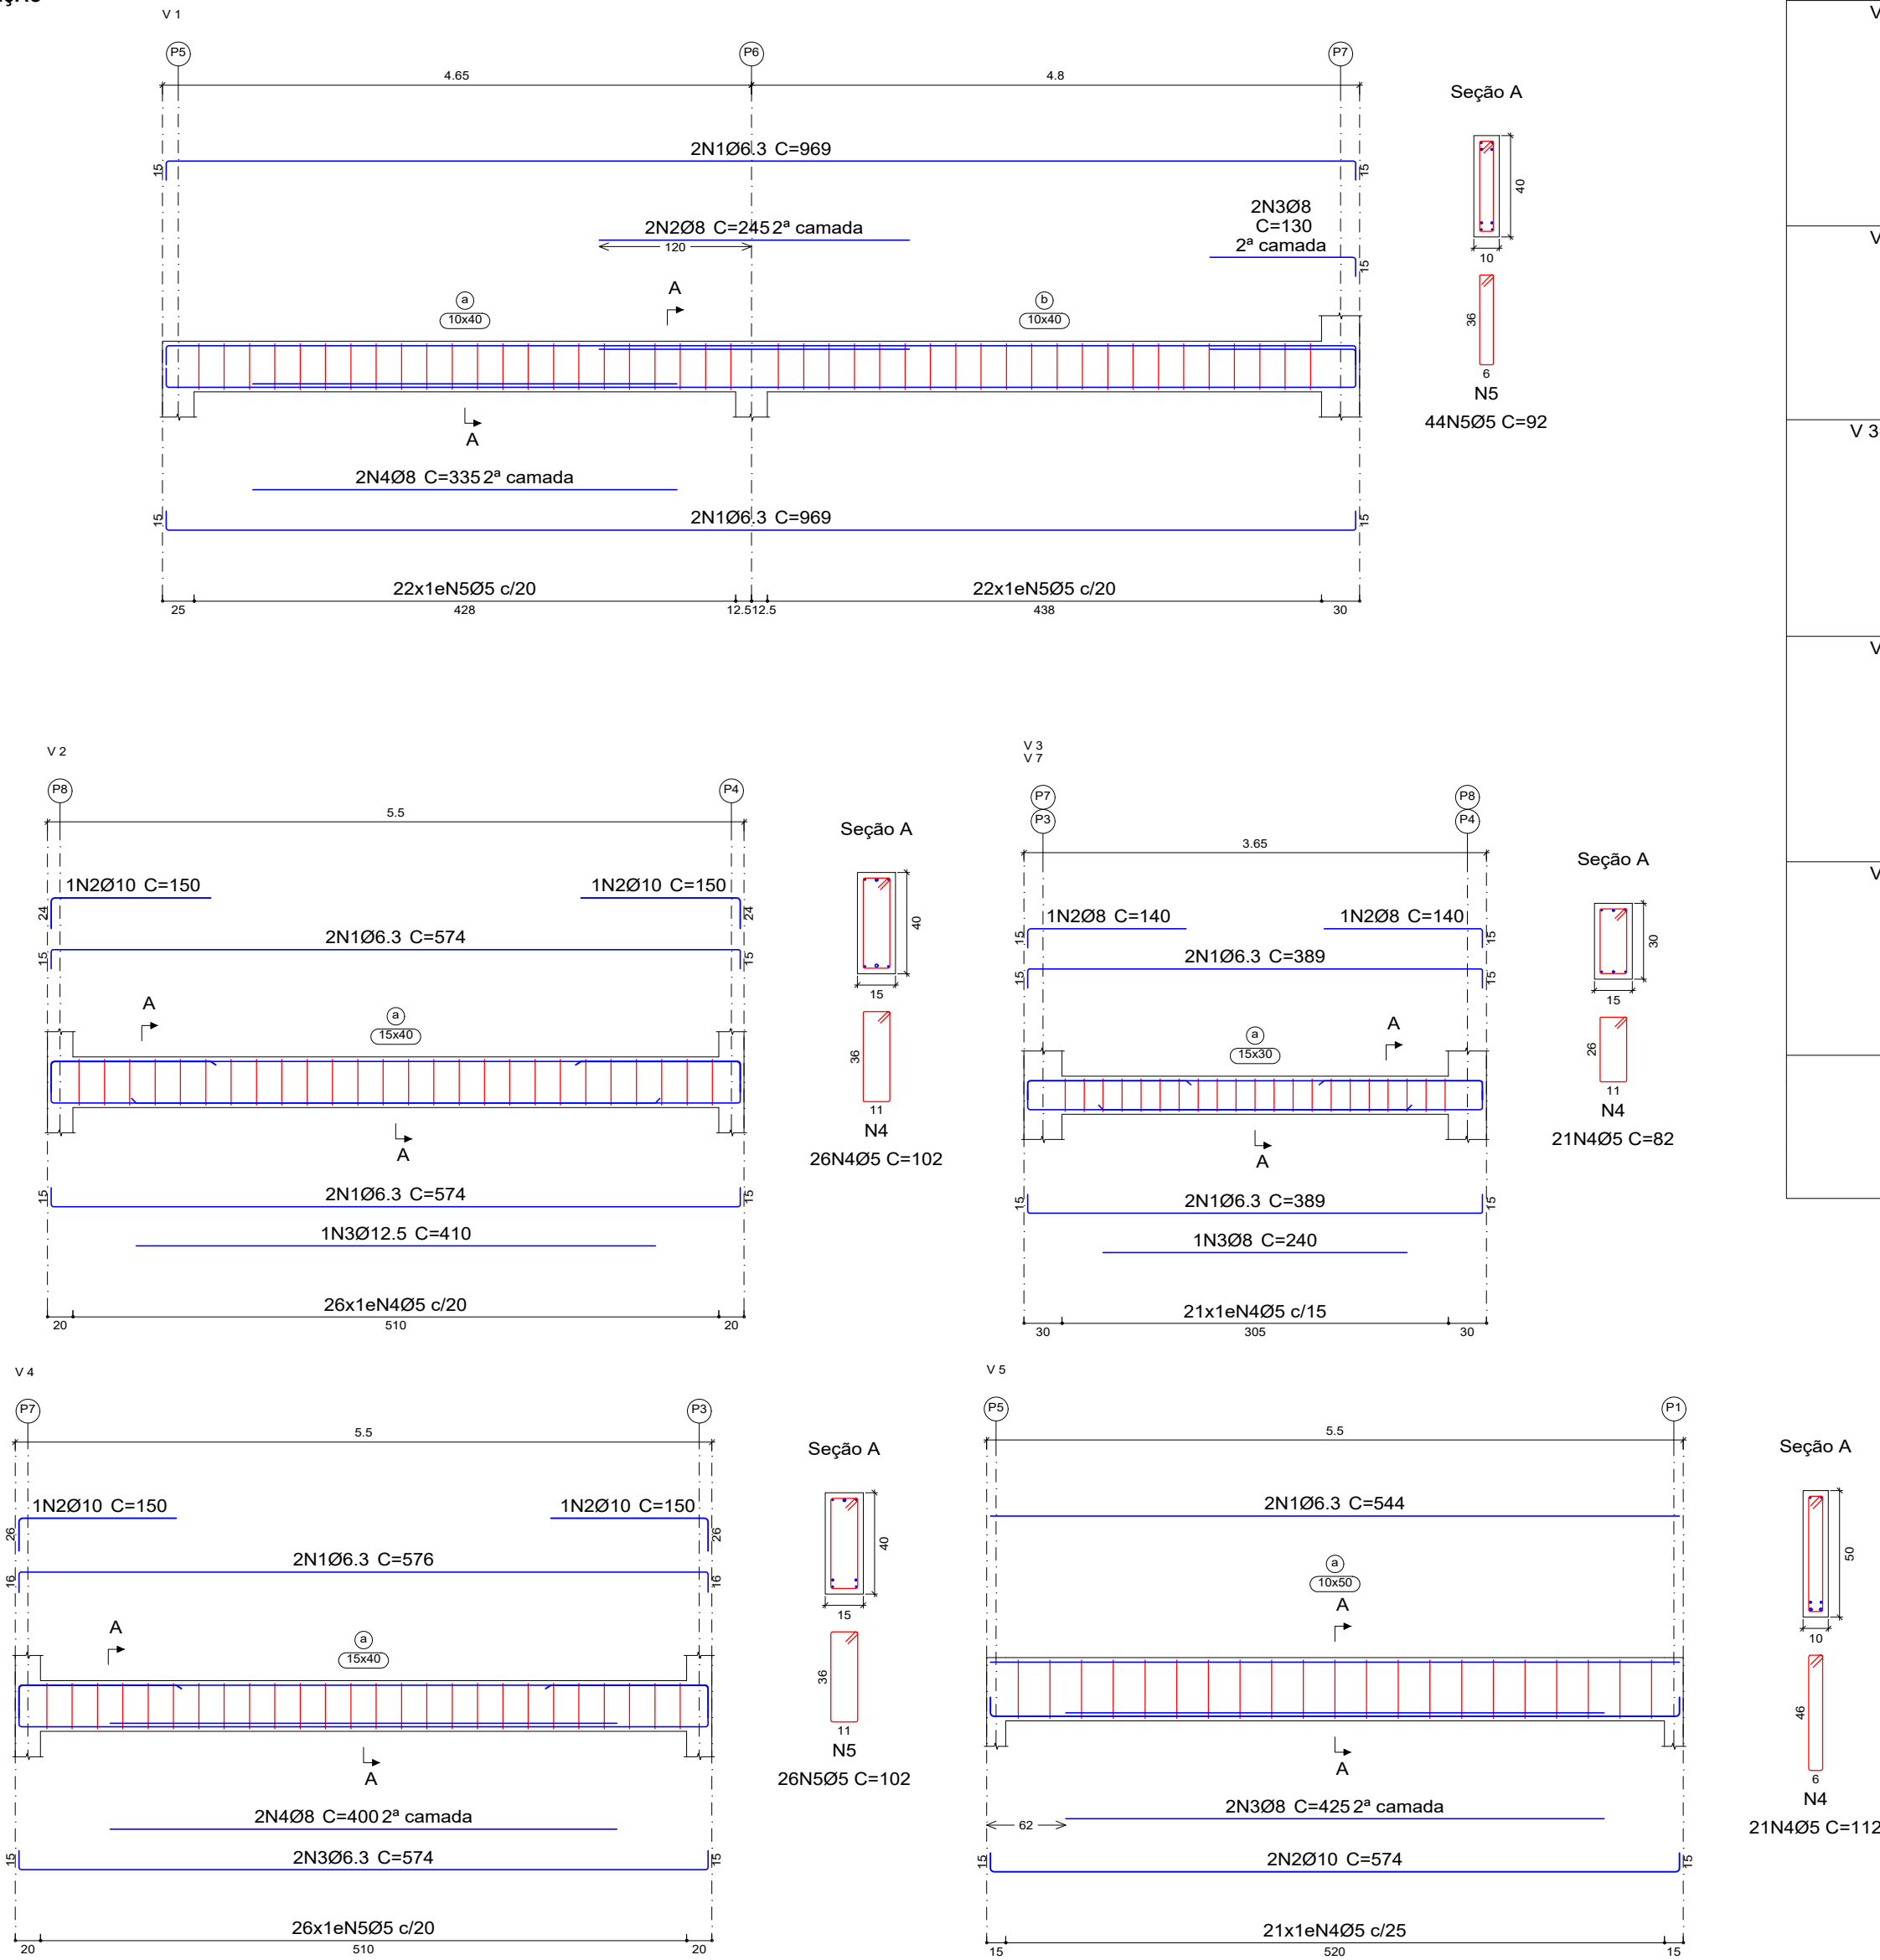 V 1
P5
P6
P7
4.65
4.8
Seção A
2N1Ø6.3 C=969
15
15
40
10
2N2Ø8 C=245 2ª camada
120
2N3Ø8
C=130
2ª camada
15
A
a
10x40
b
10x40
A
36
6
N5
44N5Ø5 C=92
2N4Ø8 C=335 2ª camada
2N1Ø6.3 C=969
15
15
22x1eN5Ø5 c/20
22x1eN5Ø5 c/20
25
428
12.5
12.5
438
30
V
V
V 3
V
V
V 2
P8
P4
5.5
Seção A
1N2Ø10 C=150
1N2Ø10 C=150
24
24
2N1Ø6.3 C=574
15
15
40
15
A
a
15x40
A
36
11
N4
26N4Ø5 C=102
2N1Ø6.3 C=574
15
15
1N3Ø12.5 C=410
26x1eN4Ø5 c/20
20
510
20
V 3
V 7
P7
P3
P8
P4
3.65
Seção A
1N2Ø8 C=140
1N2Ø8 C=140
15
15
2N1Ø6.3 C=389
15
15
30
15
A
a
15x30
A
26
11
N4
21N4Ø5 C=82
2N1Ø6.3 C=389
15
15
1N3Ø8 C=240
21x1eN4Ø5 c/15
30
305
30
V 4
P7
P3
5.5
Seção A
1N2Ø10 C=150
1N2Ø10 C=150
26
26
2N1Ø6.3 C=576
16
16
40
15
A
a
15x40
A
36
11
N5
26N5Ø5 C=102
2N4Ø8 C=400 2ª camada
2N3Ø6.3 C=574
15
15
26x1eN5Ø5 c/20
20
510
20
V 5
P5
P1
5.5
Seção A
2N1Ø6.3 C=544
50
10
a
10x50
A
A
46
6
N4
21N4Ø5 C=112
2N3Ø8 C=425 2ª camada
62
2N2Ø10 C=574
15
15
21x1eN4Ø5 c/25
15
520
15